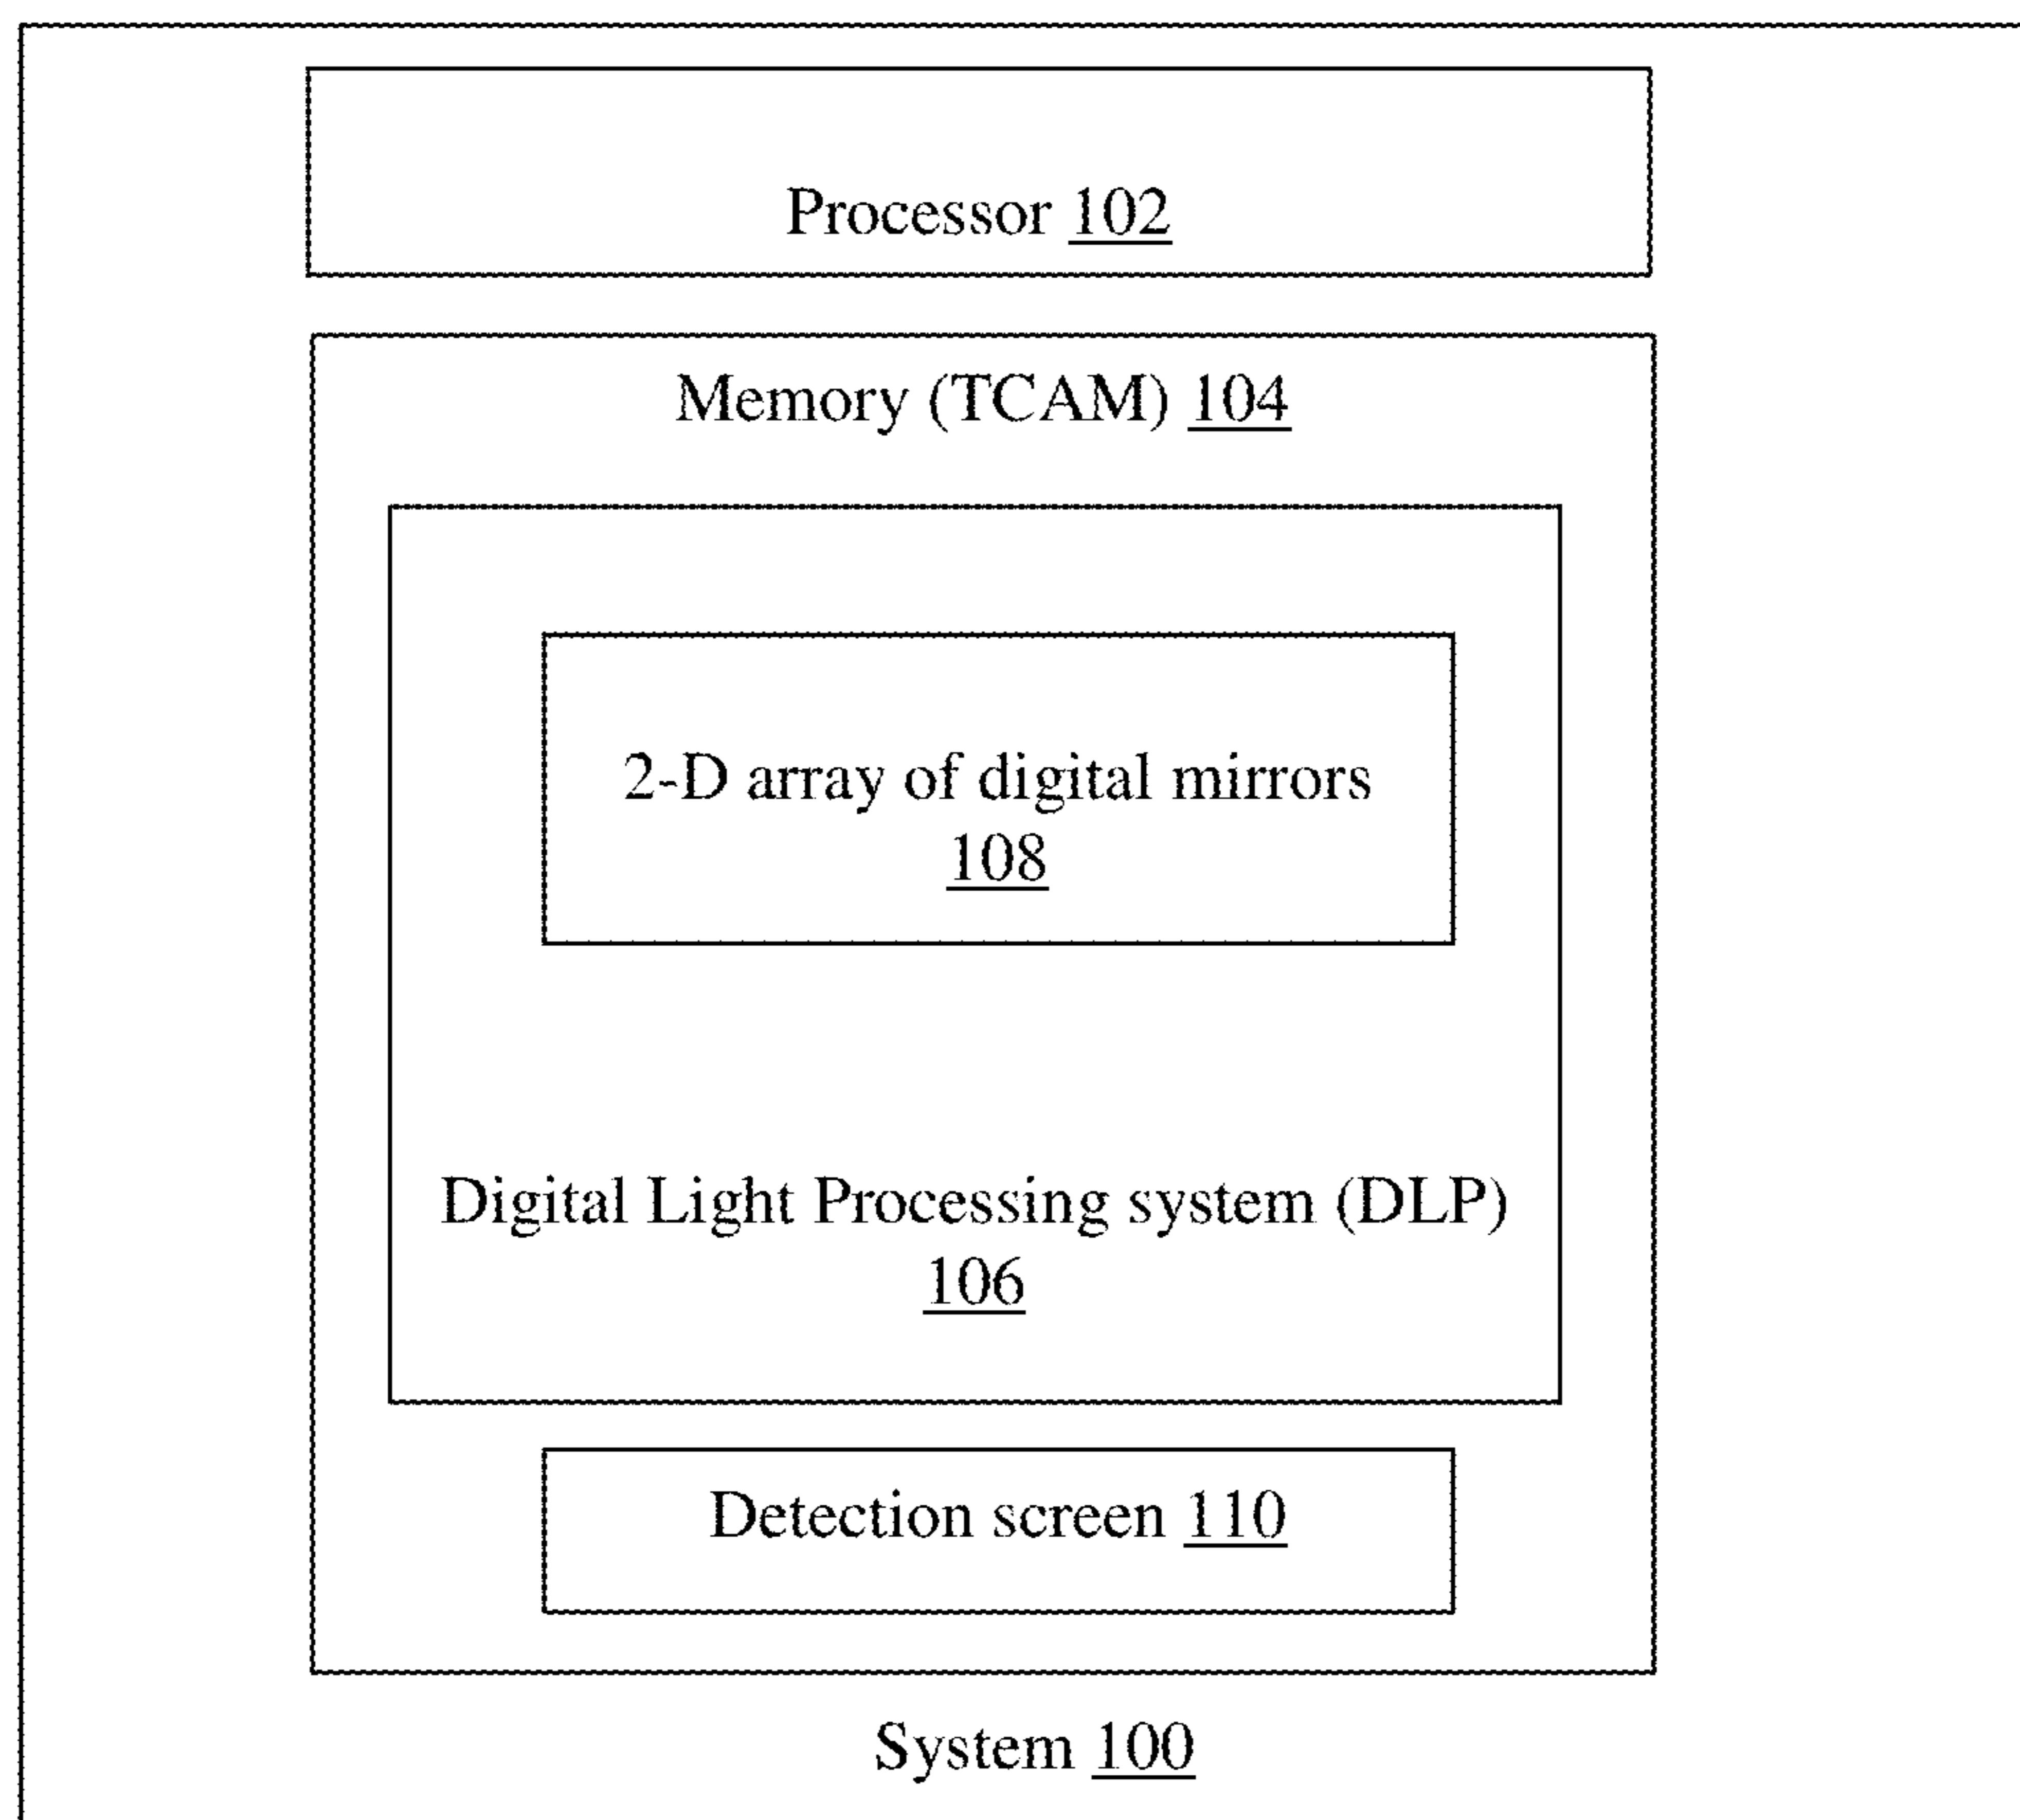 Processor 102
Memory (TCAM) 104
2-D array of digital mirrors
108
Digital Light Processing system (DLP)
106
Detection screen 110
System 100